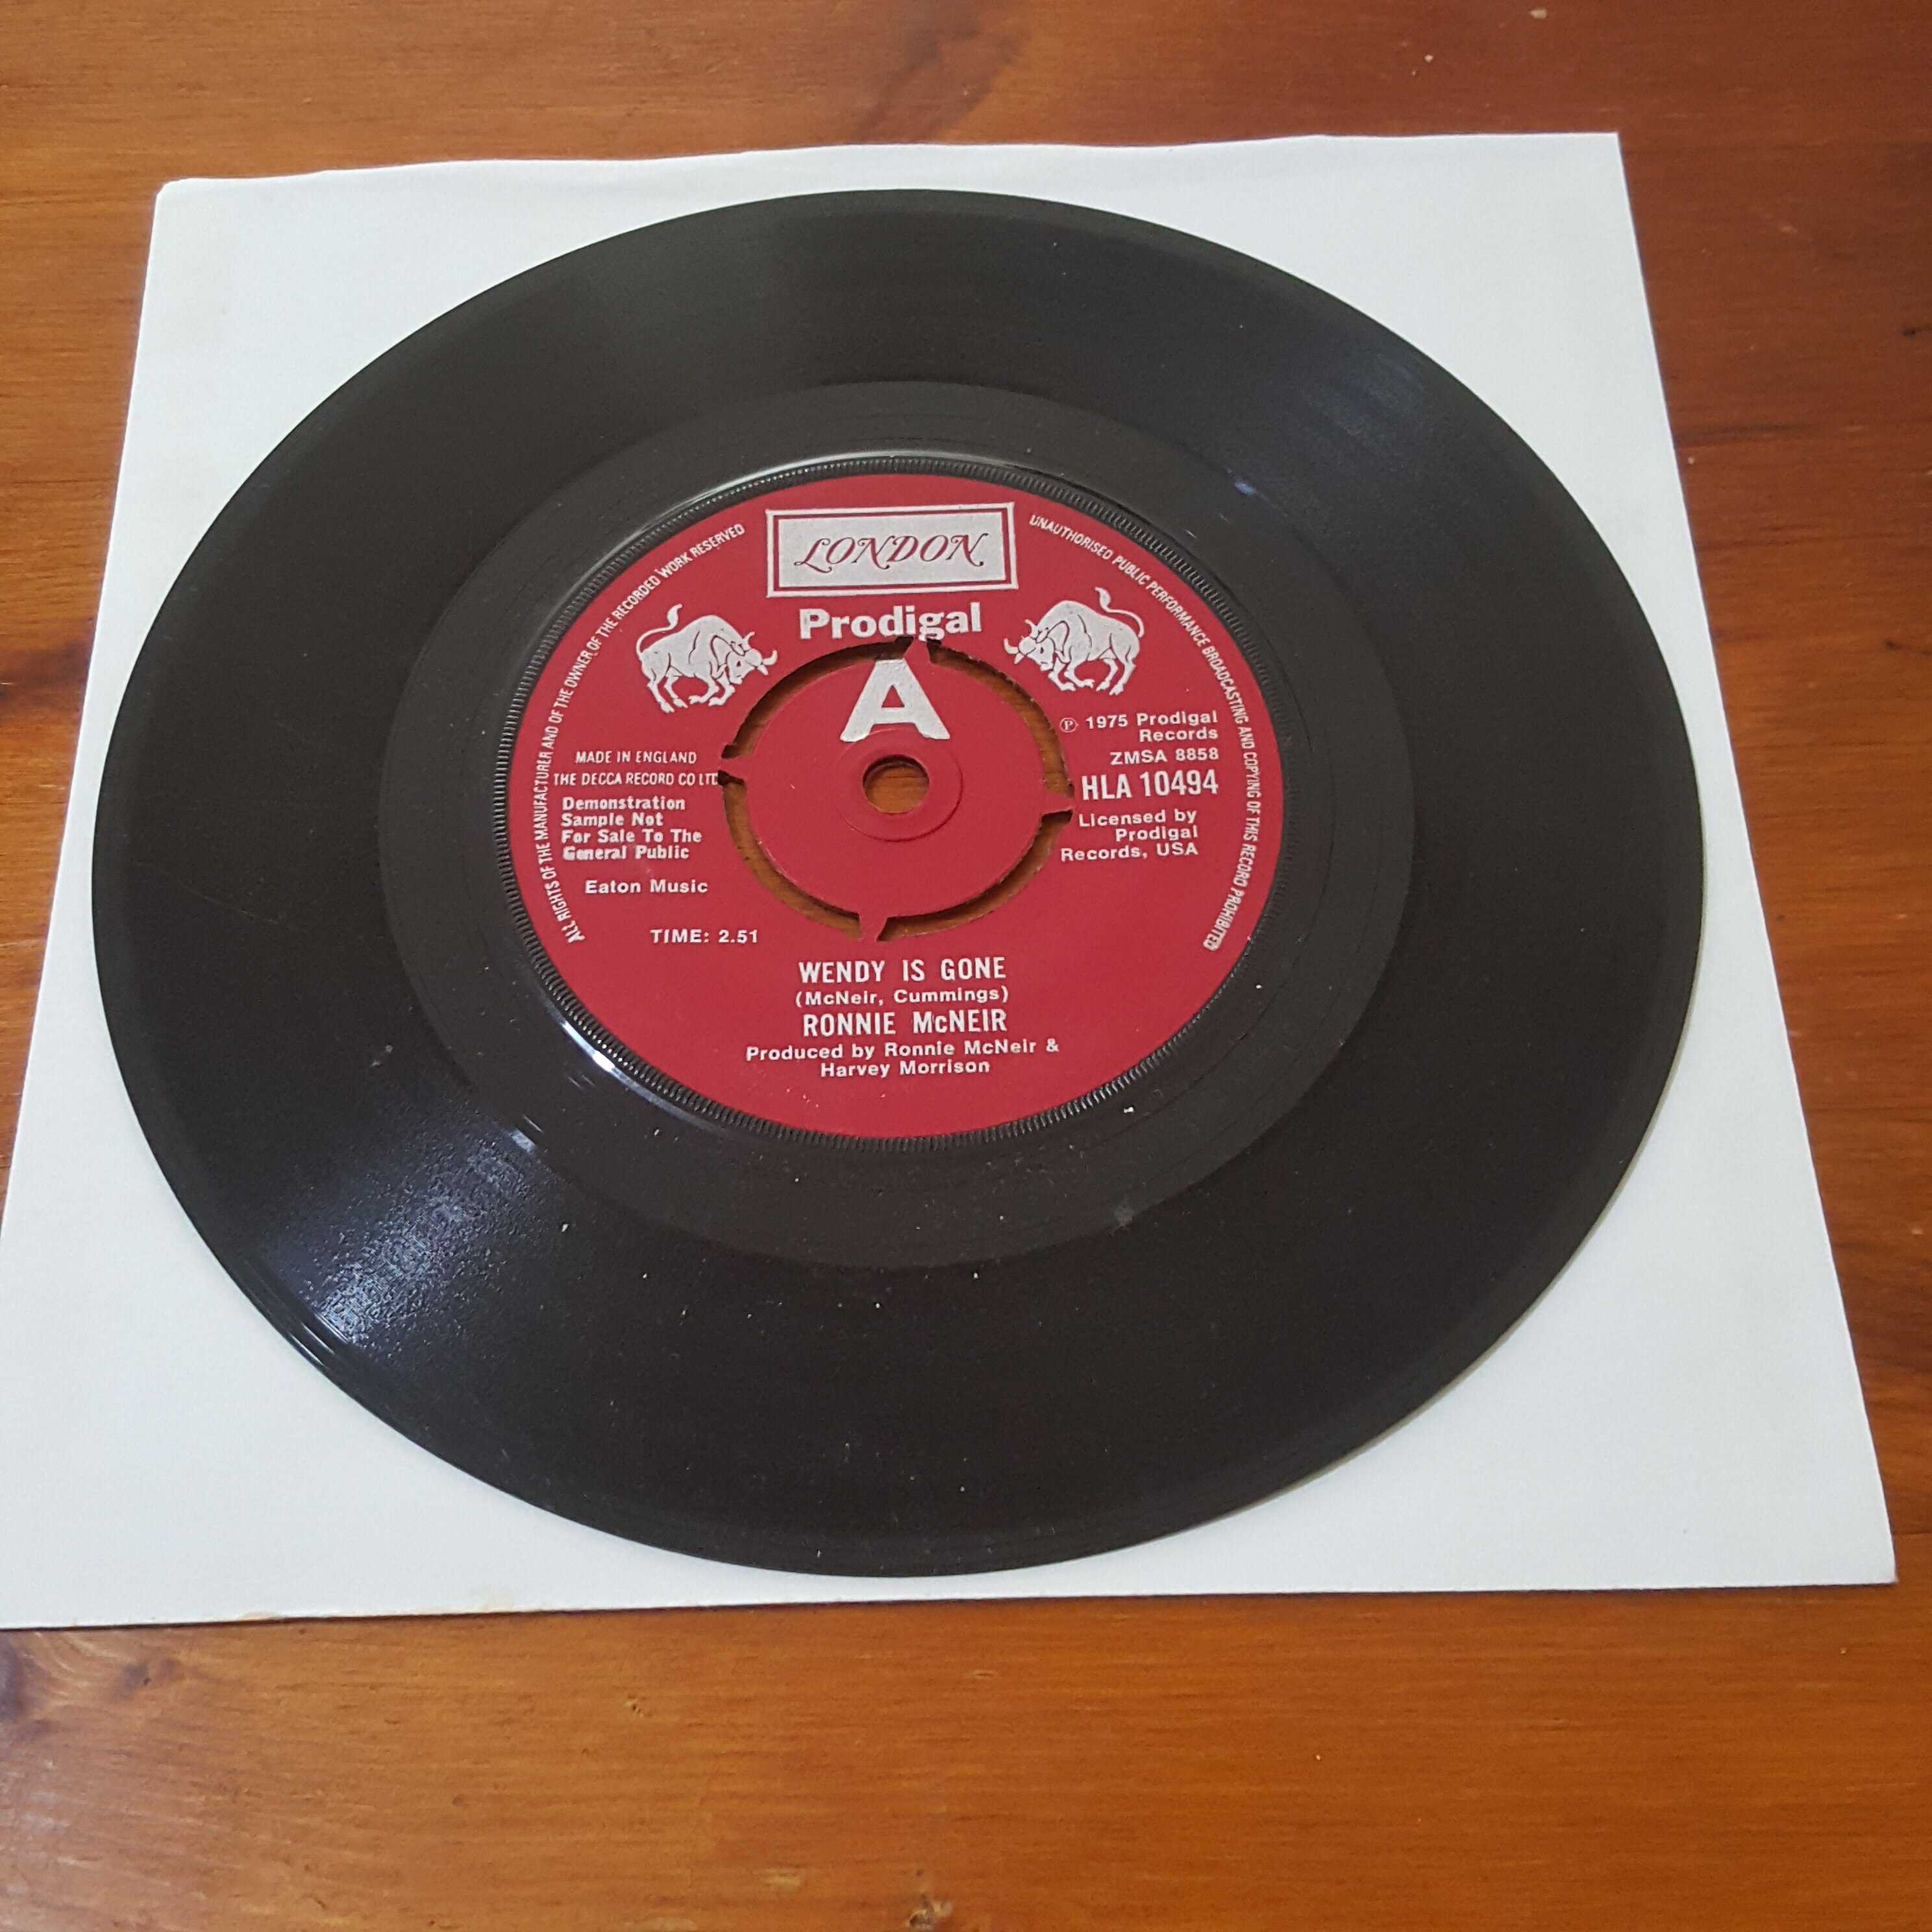 LONDON
Prodigal
A
ALL RIGHTS OF THE MANUFACTURER AND OF THE OWNER OF THE RECORDED WORK RESERVED
UNAUTHORISED PUBLIC PERFORMANCE BROADCASTING AND COPYING OF THIS RECORD PROHIBITED
MADE IN ENGLAND
THE DECCA RECORD CO LTD
Demonstration
Sample Not
For Sale To The
General Public
Eaton Music
TIME: 2.51
℗ 1975 Prodigal
Records
ZMSA 8858
HLA 10494
Licensed by
Prodigal
Records, USA
WENDY IS GONE
(McNeir, Cummings)
RONNIE McNEIR
Produced by Ronnie McNeir &
Harvey Morrison